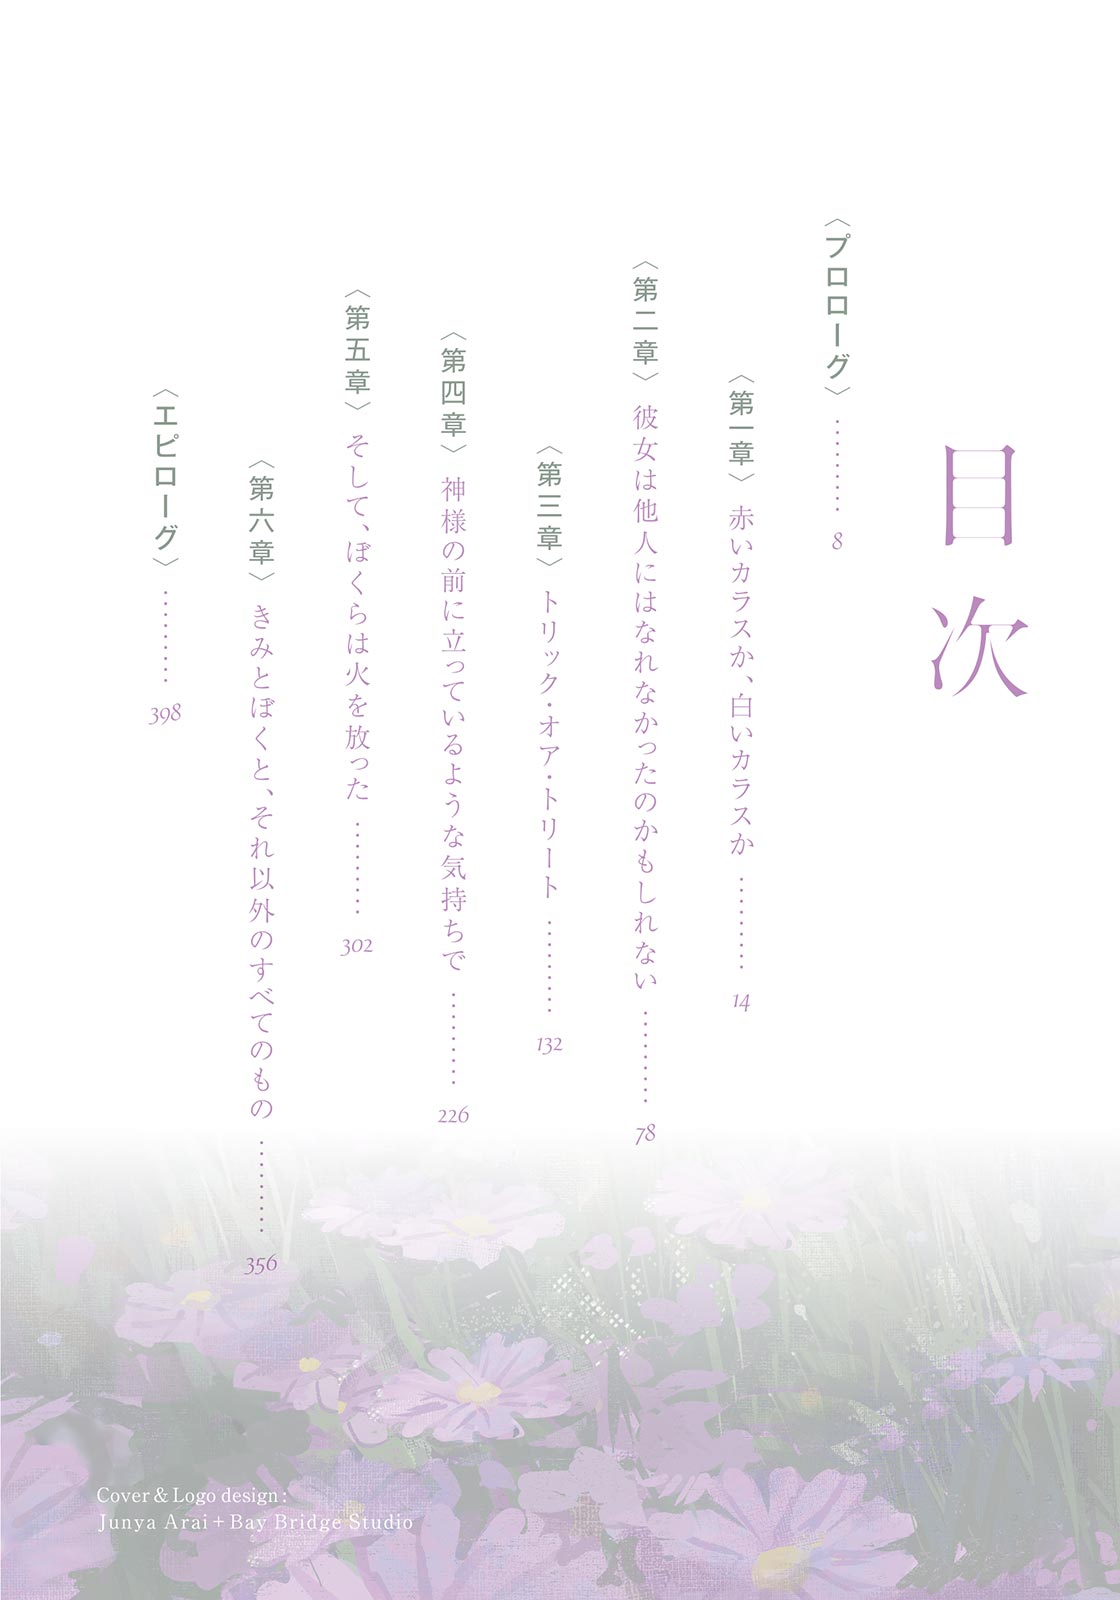 目次
〈プロローグ〉………8
〈第一章〉赤いカラスか、白いカラスか………14
〈第二章〉彼女は他人にはなれなかったのかもしれない………78
〈第三章〉トリック・オア・トリート………132
〈第四章〉神様の前に立っているような気持ちで………226
〈第五章〉そして、ぼくらは火を放った………302
〈第六章〉きみとぼくと、それ以外のすべてのもの………356
〈エピローグ〉………398
Cover & Logo design:
Junya Arai + Bay Bridge Studio